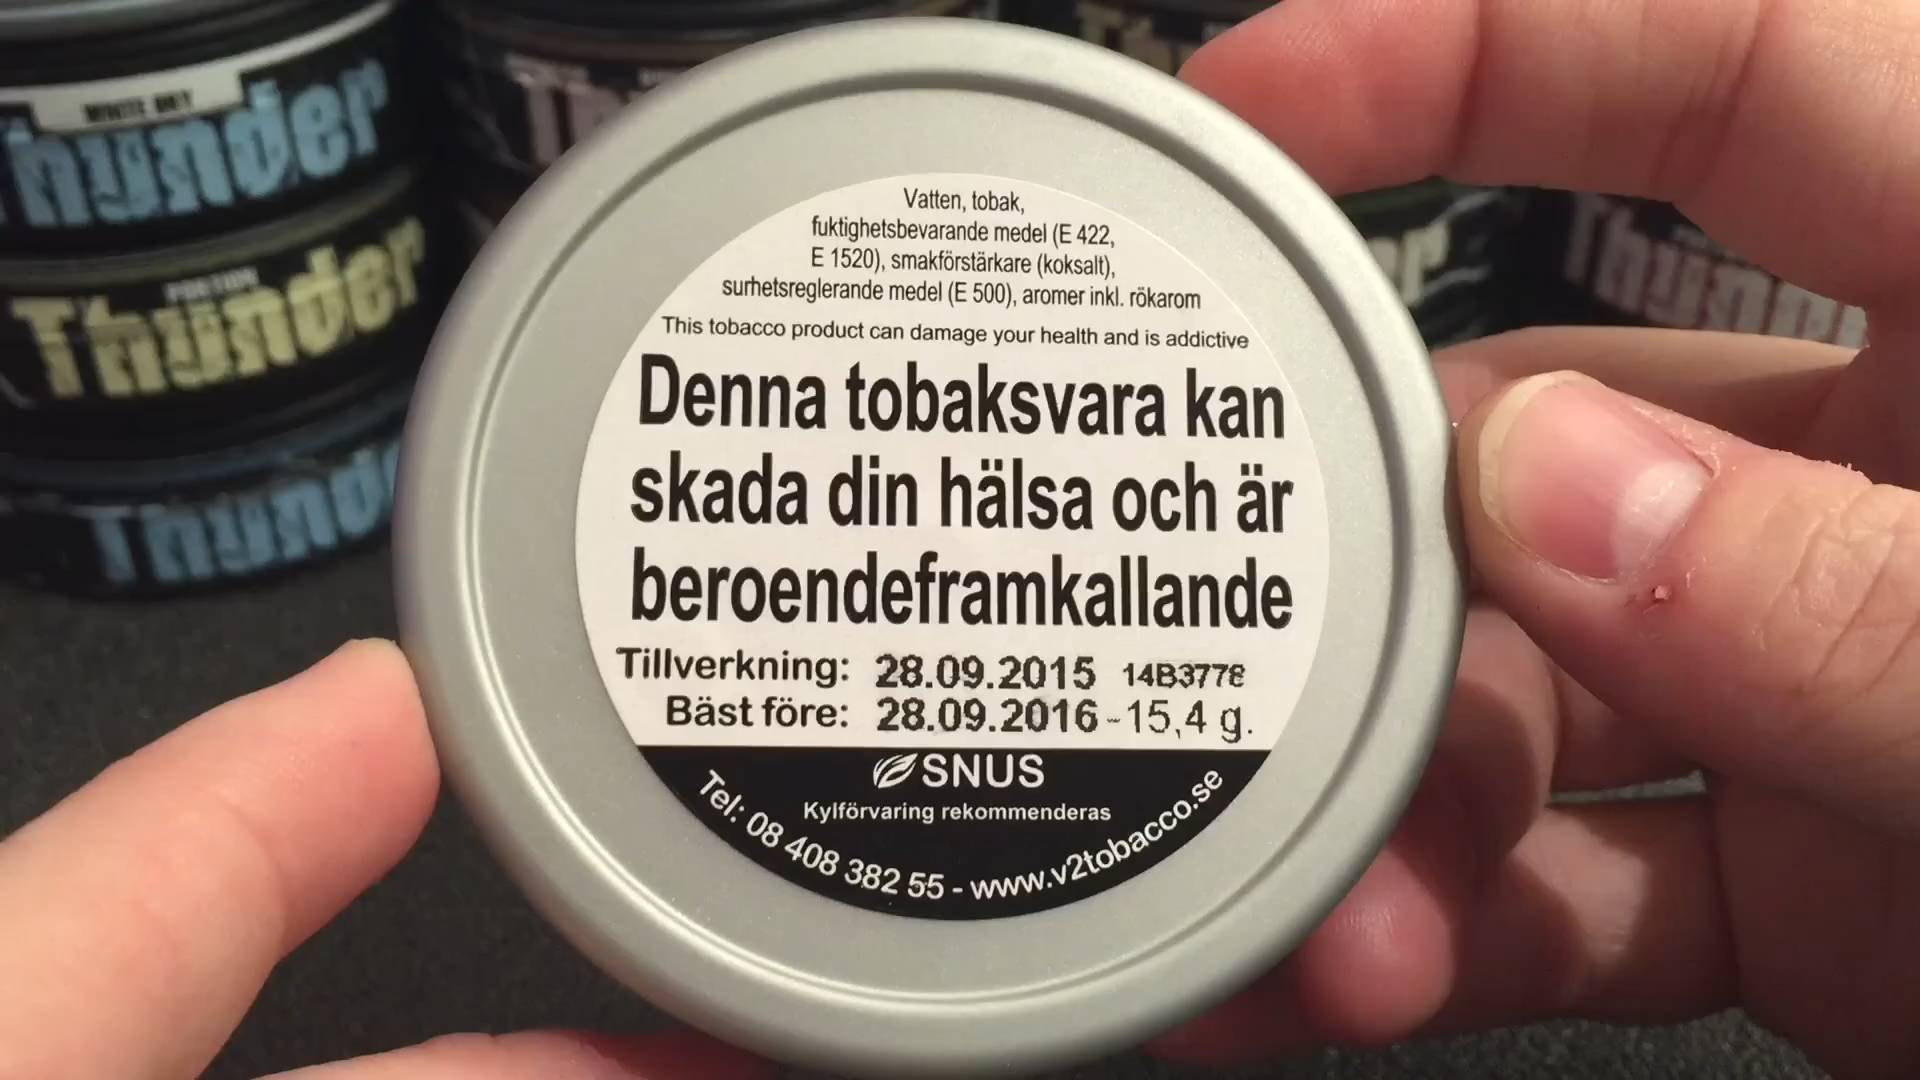 Vatten, tobak,
fuktighetsbevarande medel (E 422,
E 1520), smakförstärkare (koksalt),
surhetsreglerande medel (E 500), aromer inkl. rökarom
This tobacco product can damage your health and is addictive
Denna tobaksvara kan
skada din hälsa och är
beroendeframkallande
Tillverkning: 28.09.2015 14B3778
Bäst före: 28.09.2016 - 15,4 g.
SNUS
Kylförvaring rekommenderas
Tel: 08 408 382 55 - www.v2tobacco.se
WHITE DRY
Thunder
PORTION
Thunder
Thunder